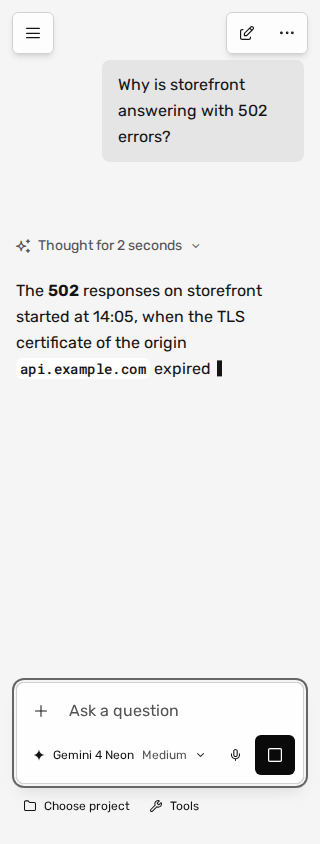 Why is storefront
answering with 502
errors?
Thought for 2 seconds
The 502 responses on storefront
started at 14:05, when the TLS
certificate of the origin
api.example.com expired
Ask a question
Gemini 4 Neon Medium
Choose project Tools